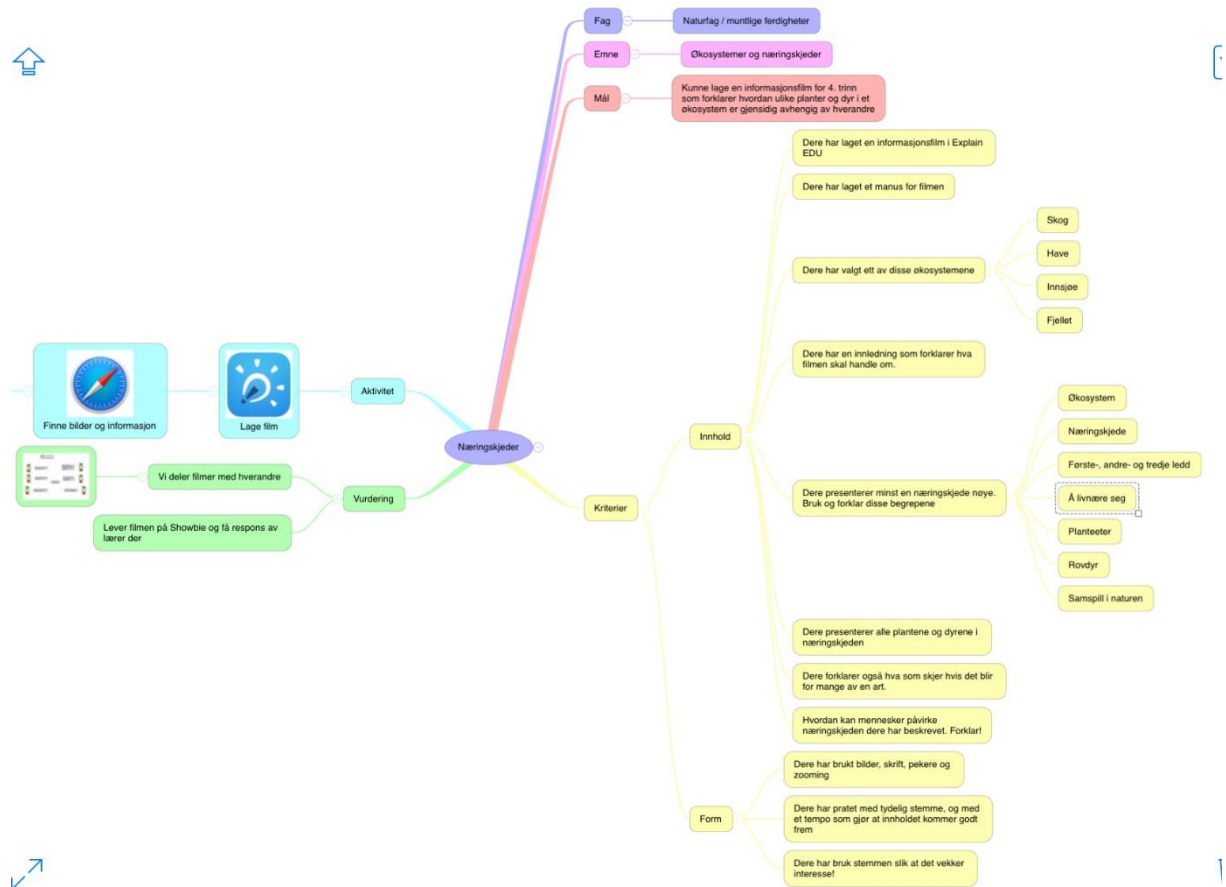 Fag
Naturfag / muntlige ferdigheter
Emne
Økosystemer og næringskjeder
Mål
Kunne lage en informasjonsfilm for 4. trinn
som forklarer hvordan ulike planter og dyr i et
økosystem er gjensidig avhengig av hverandre
Næringskjeder
Aktivitet
Lage film
Finne bilder og informasjon
Vurdering
Vi deler filmer med hverandre
Lever filmen på Showbie og få respons av
lærer der
Kriterier
Innhold
Dere har laget en informasjonsfilm i Explain
EDU
Dere har laget et manus for filmen
Dere har valgt ett av disse økosystemene
Skog
Have
Innsjøe
Fjellet
Dere har en innledning som forklarer hva
filmen skal handle om.
Dere presenterer minst en næringskjede nøye.
Bruk og forklar disse begrepene
Økosystem
Næringskjede
Første-, andre- og tredje ledd
Å livnære seg
Planteeter
Rovdyr
Samspill i naturen
Dere presenterer alle plantene og dyrene i
næringskjeden
Dere forklarer også hva som skjer hvis det blir
for mange av en art.
Hvordan kan mennesker påvirke
næringskjeden dere har beskrevet. Forklar!
Form
Dere har brukt bilder, skrift, pekere og
zooming
Dere har pratet med tydelig stemme, og med
et tempo som gjør at innholdet kommer godt
frem
Dere har bruk stemmen slik at det vekker
interesse!